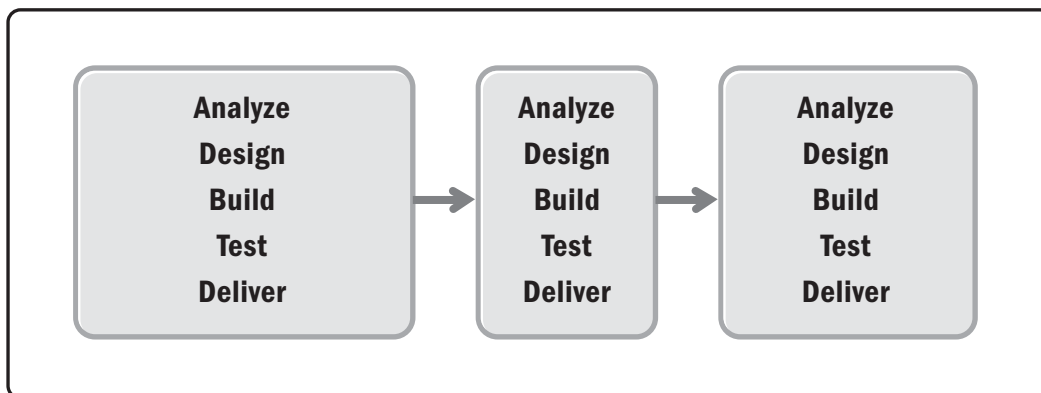 Analyze
Design
Build
Test
Deliver
Analyze
Design
Build
Test
Deliver
Analyze
Design
Build
Test
Deliver